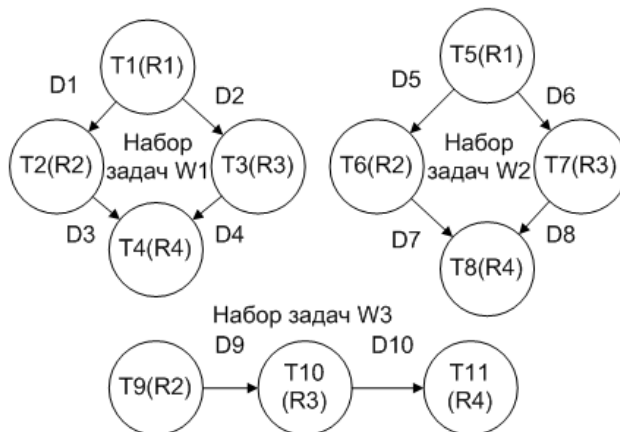 T1(R1)
D1
D2
T2(R2)
Набор
задач W1
T3(R3)
D3
D4
T4(R4)
T5(R1)
D5
D6
T6(R2)
Набор
задач W2
T7(R3)
D7
D8
T8(R4)
Набор задач W3
D9
D10
T9(R2)
T10
(R3)
T11
(R4)